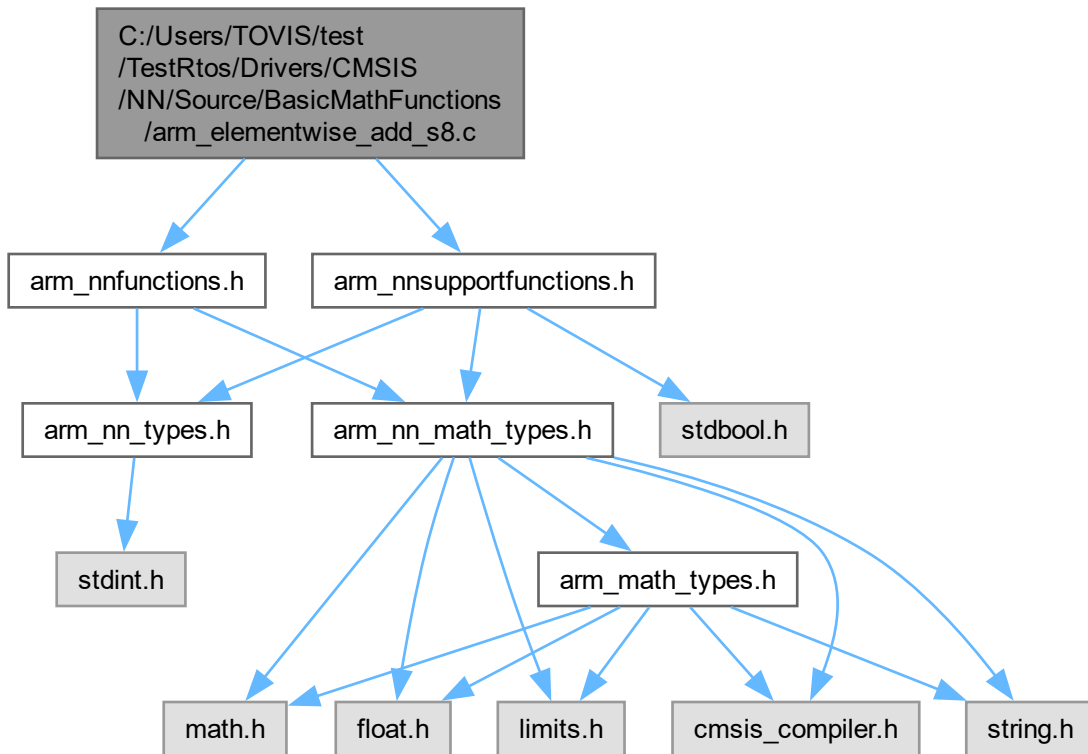 C:/Users/TOVIS/test
/TestRtos/Drivers/CMSIS
/NN/Source/BasicMathFunctions
/arm_elementwise_add_s8.c
arm_nnfunctions.h
arm_nnsupportfunctions.h
arm_nn_types.h
arm_nn_math_types.h
stdbool.h
stdint.h
arm_math_types.h
math.h
float.h
limits.h
cmsis_compiler.h
string.h